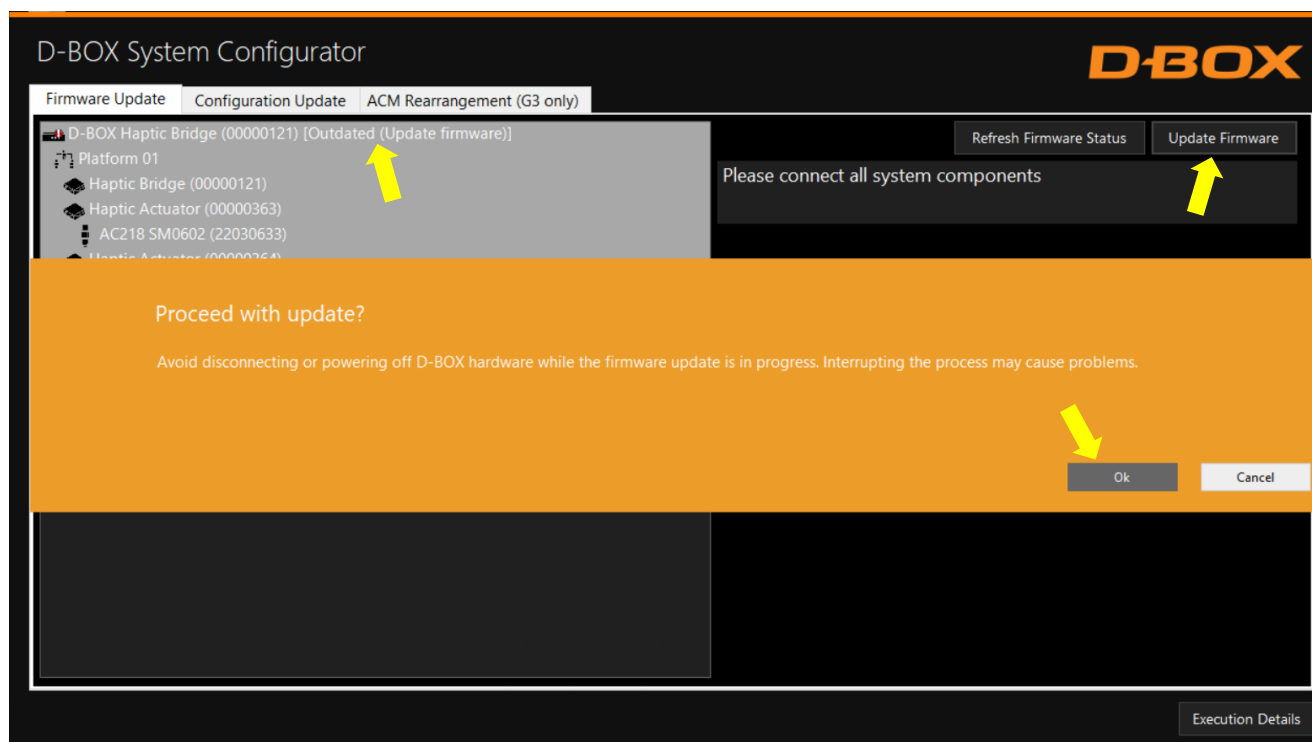 D-BOX System Configurator
D-BOX
Firmware Update Configuration Update ACM Rearrangement (G3 only)
D-BOX Haptic Bridge (00000121) [Outdated (Update firmware)]
Refresh Firmware Status Update Firmware
Platform 01
Haptic Bridge (00000121)
Please connect all system components
Haptic Actuator (00000363)
AC218 SM0602 (22030633)
Haptic Actuator (00000264)
Proceed with update?
Avoid disconnecting or powering off D-BOX hardware while the firmware update is in progress. Interrupting the process may cause problems.
Ok Cancel
Execution Details